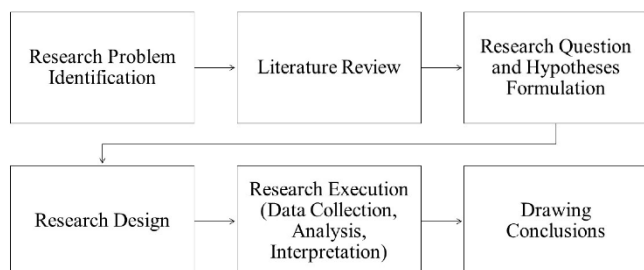 Research Problem
Identification
Literature Review
Research Question
and Hypotheses
Formulation
Research Design
Research Execution
(Data Collection,
Analysis,
Interpretation)
Drawing
Conclusions